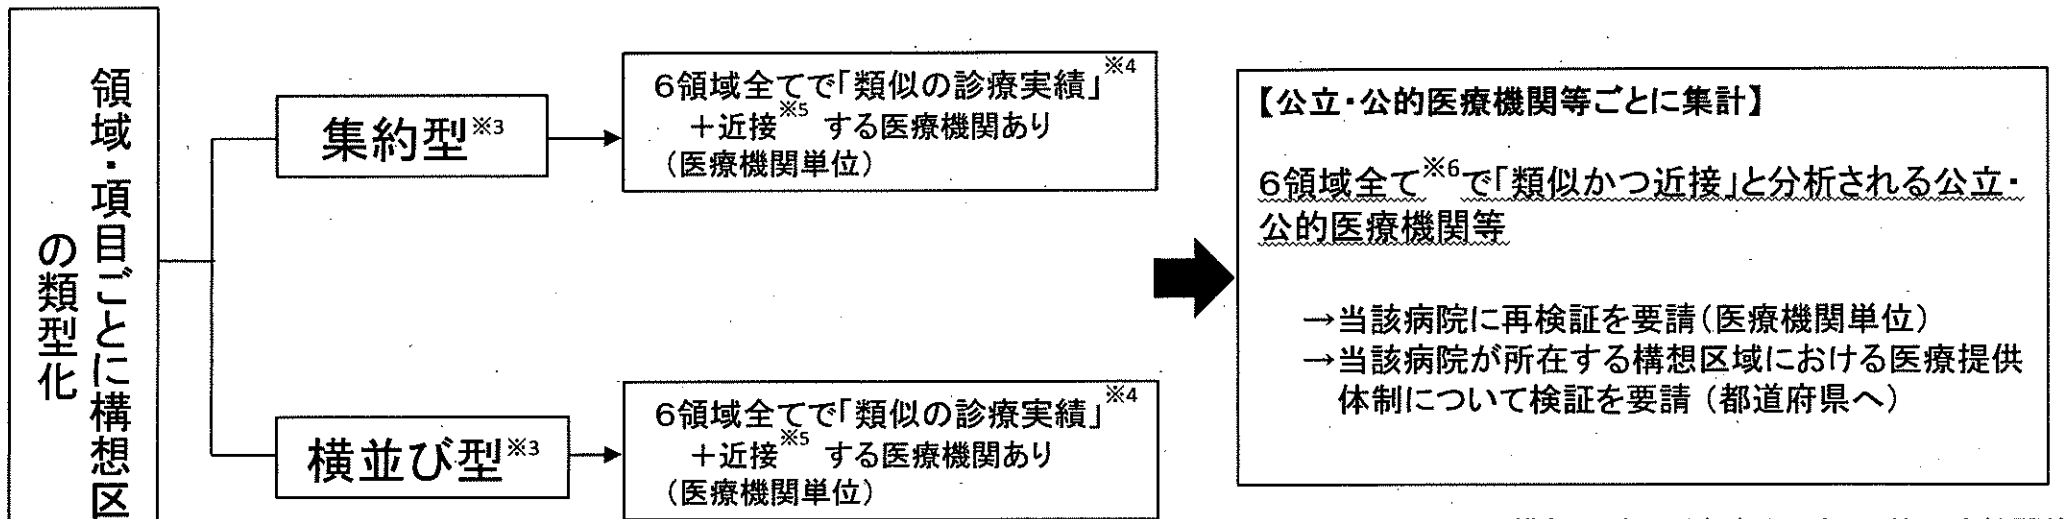 領域・項目ごとに構想区
の類型化
集約型※3
6領域全てで「類似の診療実績」※4
＋近接※5 する医療機関あり
（医療機関単位）
横並び型※3
6領域全てで「類似の診療実績」※4
＋近接※5 する医療機関あり
（医療機関単位）
【公立・公的医療機関等ごとに集計】
6領域全て※6で「類似かつ近接」と分析される公立・
公的医療機関等
→当該病院に再検証を要請（医療機関単位）
→当該病院が所在する構想区域における医療提供
体制について検証を要請（都道府県へ）